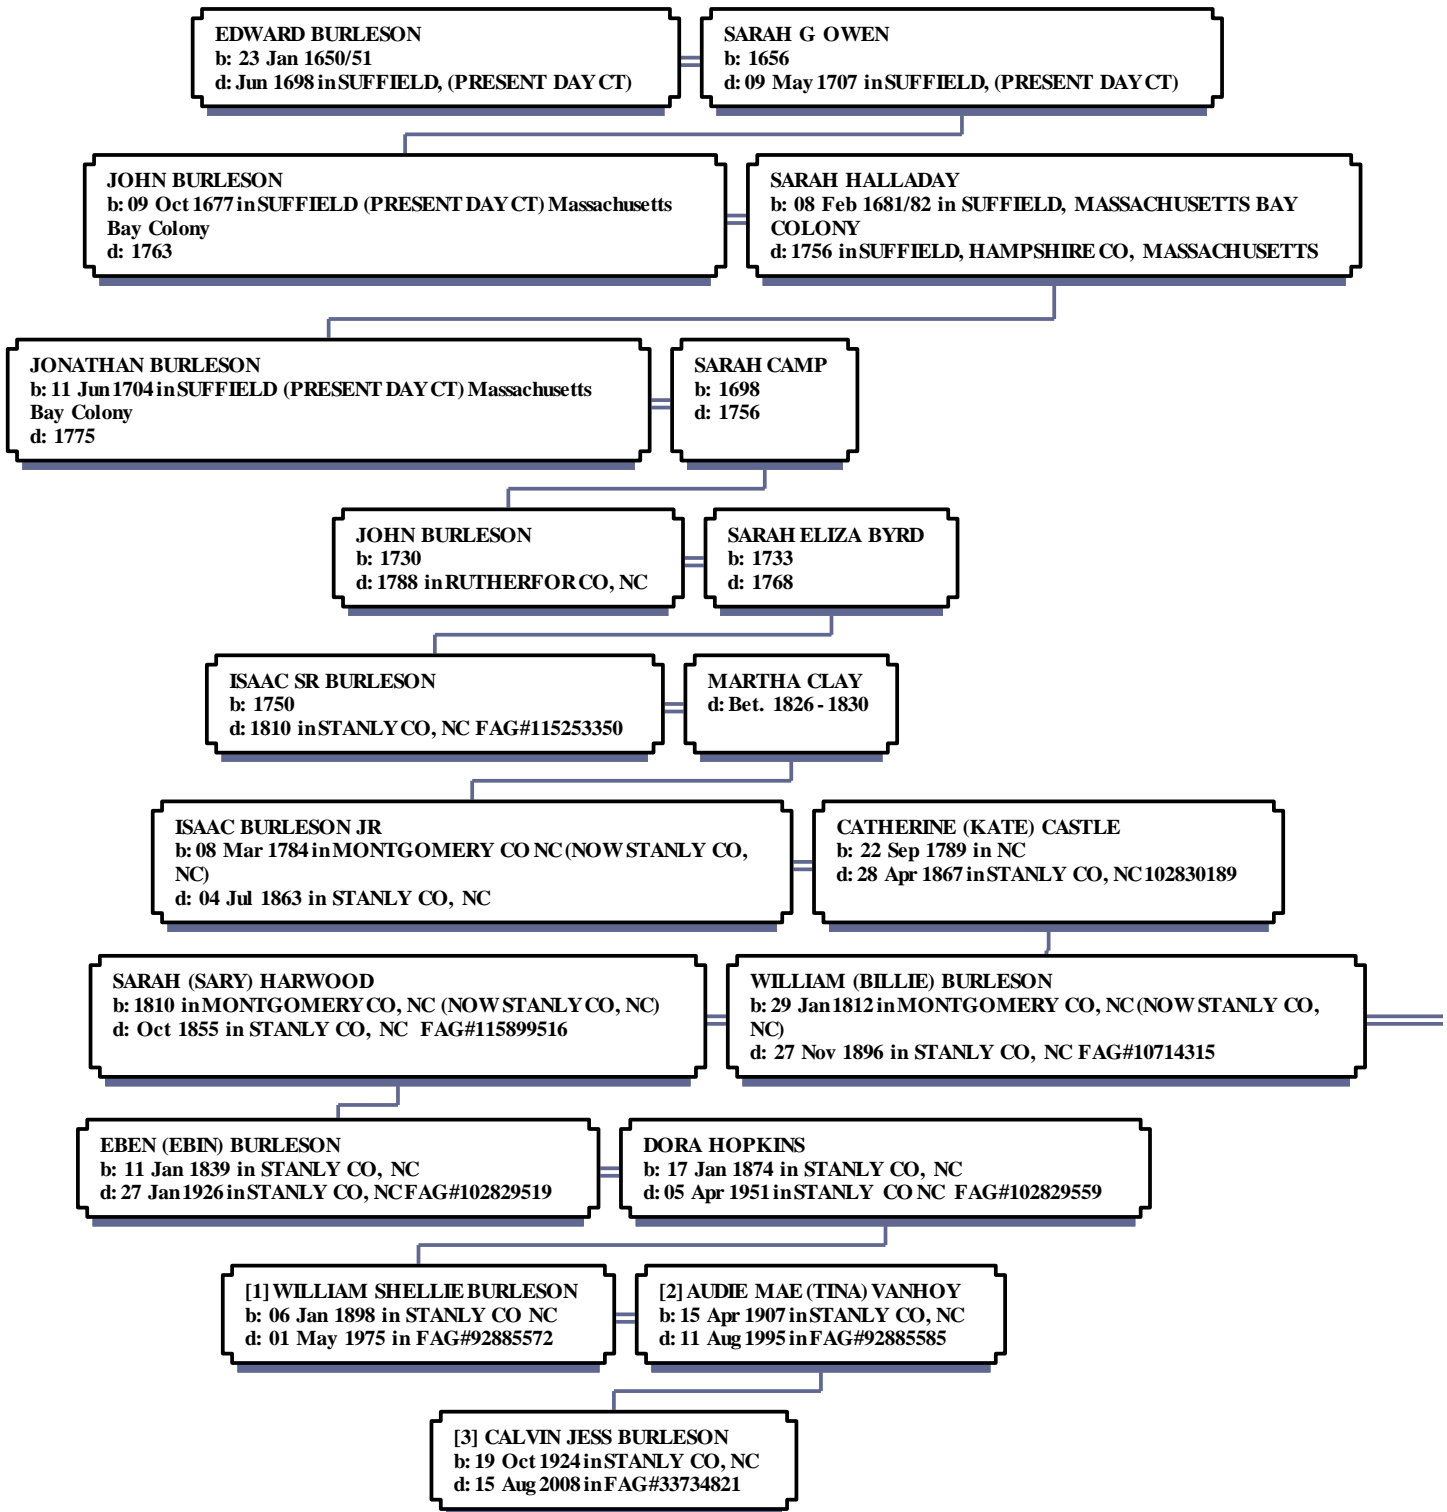 EDWARD BURLESON
b: 23 Jan 1650/51
d: Jun 1698 in SUFFIELD, (PRESENT DAY CT)
SARAH G OWEN
b: 1656
d: 09 May 1707 in SUFFIELD, (PRESENT DAY CT)
JOHN BURLESON
b: 09 Oct 1677 in SUFFIELD (PRESENT DAY CT) Massachusetts
Bay Colony
d: 1763
SARAH HALLADAY
b: 08 Feb 1681/82 in SUFFIELD, MASSACHUSETTS BAY
COLONY
d: 1756 in SUFFIELD, HAMPSHIRE CO, MASSACHUSETTS
JONATHAN BURLESON
b: 11 Jun 1704 in SUFFIELD (PRESENT DAY CT) Massachusetts
Bay Colony
d: 1775
SARAH CAMP
b: 1698
d: 1756
JOHN BURLESON
b: 1730
d: 1788 in RUTHERFOR CO, NC
SARAH ELIZA BYRD
b: 1733
d: 1768
ISAAC SR BURLESON
b: 1750
d: 1810 in STANLY CO, NC FAG#115253350
MARTHA CLAY
d: Bet. 1826 - 1830
ISAAC BURLESON JR
b: 08 Mar 1784 in MONTGOMERY CO NC (NOW STANLY CO,
NC)
d: 04 Jul 1863 in STANLY CO, NC
CATHERINE (KATE) CASTLE
b: 22 Sep 1789 in NC
d: 28 Apr 1867 in STANLY CO, NC 102830189
SARAH (SARY) HARWOOD
b: 1810 in MONTGOMERY CO, NC (NOW STANLY CO, NC)
d: Oct 1855 in STANLY CO, NC FAG#115899516
WILLIAM (BILLIE) BURLESON
b: 29 Jan 1812 in MONTGOMERY CO, NC (NOW STANLY CO,
NC)
d: 27 Nov 1896 in STANLY CO, NC FAG#10714315
EBEN (EBIN) BURLESON
b: 11 Jan 1839 in STANLY CO, NC
d: 27 Jan 1926 in STANLY CO, NC FAG#102829519
DORA HOPKINS
b: 17 Jan 1874 in STANLY CO, NC
d: 05 Apr 1951 in STANLY CO NC FAG#102829559
[1] WILLIAM SHELLIE BURLESON
b: 06 Jan 1898 in STANLY CO NC
d: 01 May 1975 in FAG#92885572
[2] AUDIE MAE (TINA) VANHOY
b: 15 Apr 1907 in STANLY CO, NC
d: 11 Aug 1995 in FAG#92885585
[3] CALVIN JESS BURLESON
b: 19 Oct 1924 in STANLY CO, NC
d: 15 Aug 2008 in FAG#33734821